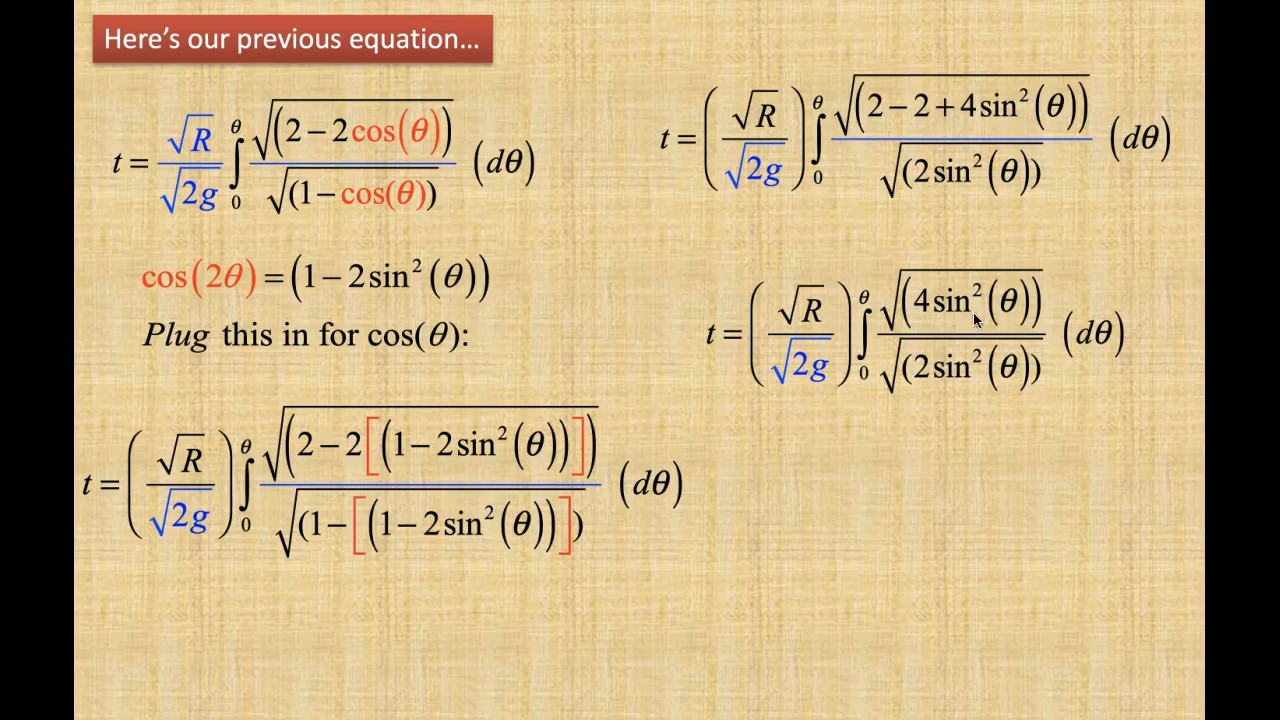 Here's our previous equation…
t = √R/√2g ∫₀^θ √(2 − 2cos(θ)) / √(1 − cos(θ)) (dθ)
cos(2θ) = (1 − 2sin²(θ))
Plug this in for cos(θ):
t = (√R/√2g) ∫₀^θ √(2 − 2[(1 − 2sin²(θ))]) / √(1 − [(1 − 2sin²(θ))]) (dθ)
t = (√R/√2g) ∫₀^θ √(2 − 2 + 4sin²(θ)) / √(2sin²(θ)) (dθ)
t = (√R/√2g) ∫₀^θ √(4sin²(θ)) / √(2sin²(θ)) (dθ)